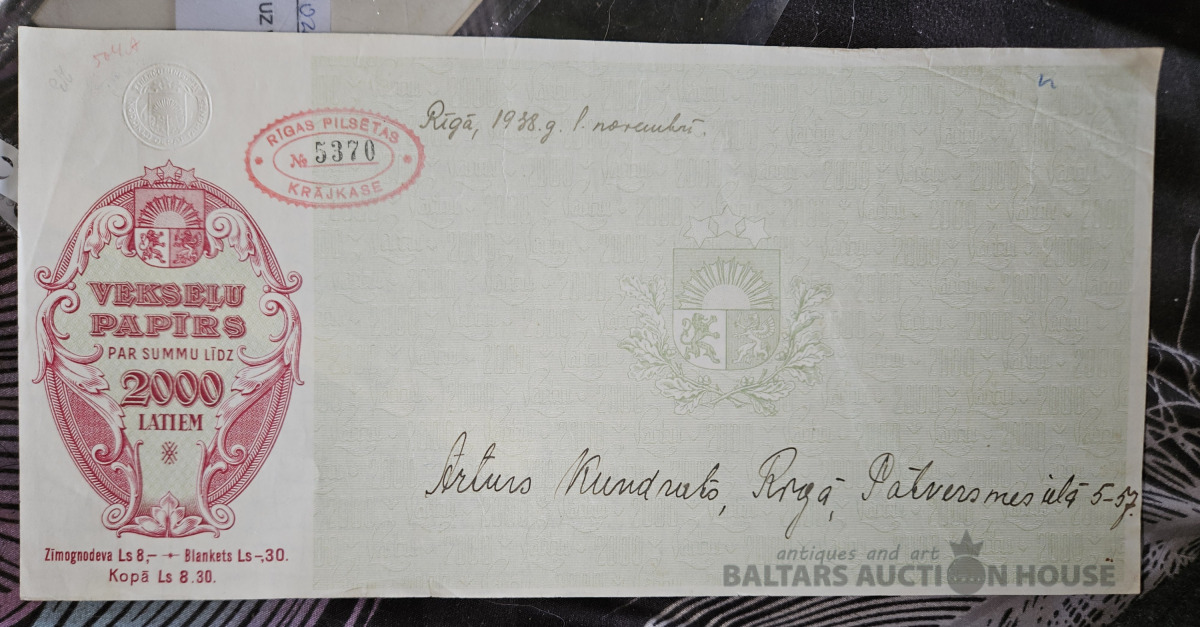 RĪGAS PILSĒTAS
№ 5370
KRĀJKASE
Rīgā, 1938.g. 1. novembrī.
VEKSEĻU
PAPĪRS
PAR SUMMU LĪDZ
2000
LATIEM
Arturs Kundrats, Rīgā, Patversmes ielā 5-57.
Zīmognodeva Ls 8,— Blankets Ls -,30.
Kopā Ls 8.30.
antiques and art
BALTARS AUCTION HOUSE